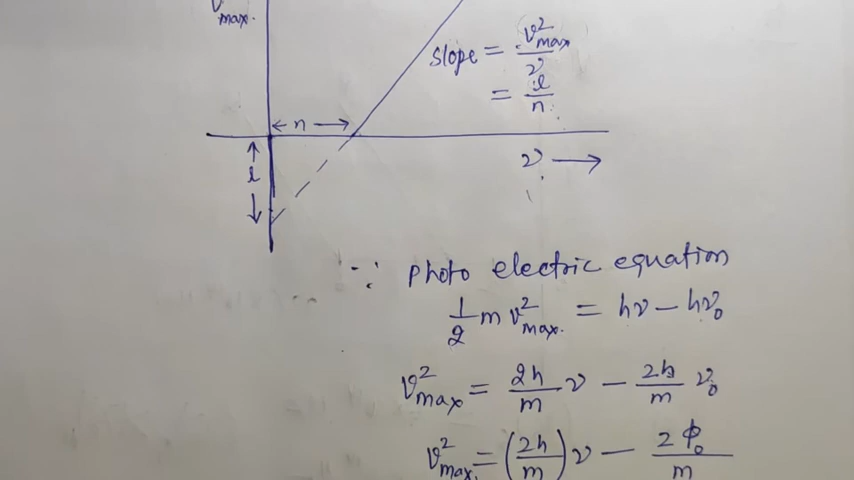 v²max.
Slope = v²max / ν
= l / n
← n →
l
ν →
∵ Photo electric equation
1/2 m v²max. = hν – hν₀
v²max = 2h/m ν – 2h/m ν₀
v²max. = (2h/m) ν – 2ϕ₀/m